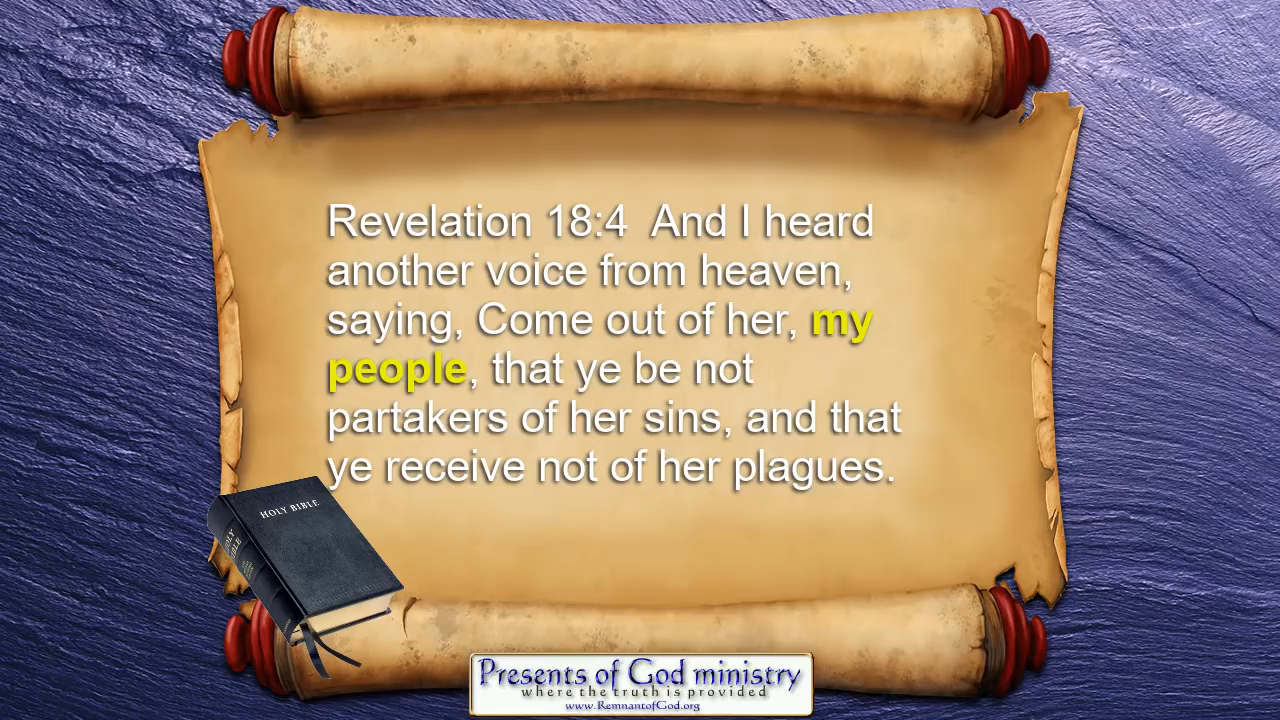 Revelation 18:4  And I heard
another voice from heaven,
saying, Come out of her, my
people, that ye be not
partakers of her sins, and that
ye receive not of her plagues.
HOLY BIBLE
HOLY
BIBLE
Presents of God ministry
where the truth is provided
www.RemnantofGod.org